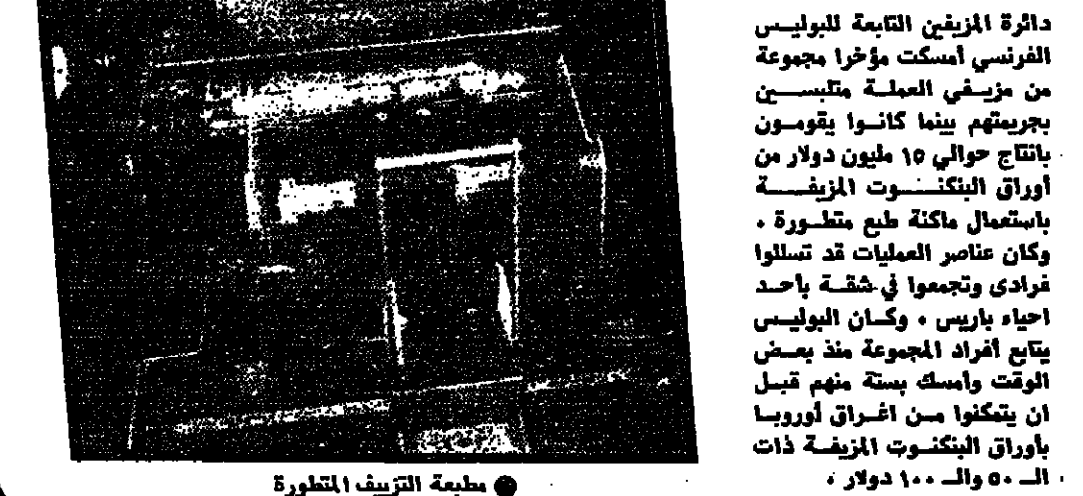 دائرة المزيفين التابعة للبوليس
الفرنسي أمسكت مؤخرا مجموعة
من مزيفي العملة متلبسين
بجريمتهم بينما كانوا يقومون
بانتاج حوالي ١٥ مليون دولار من
أوراق البنكنوت المزيفة
باستعمال ماكنة طبع متطورة .
وكان عناصر العمليات قد تسللوا
فرادى وتجمعوا في شقة بأحد
احياء باريس . وكان البوليس
يتابع أفراد المجموعة منذ بعض
الوقت وأمسك بستة منهم قبل
ان يتمكنوا من اغراق أوروبا
بأوراق البنكنوت المزيفة ذات
الـ ٥٠ والـ ١٠٠ دولار .
● مطبعة التزييف المتطورة